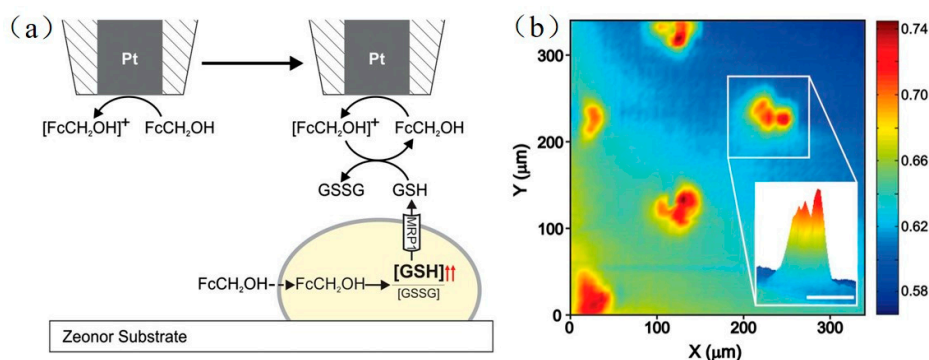 (a)
Pt
Pt
[FcCH₂OH]⁺ FcCH₂OH
[FcCH₂OH]⁺ FcCH₂OH
GSSG GSH
MRP1
FcCH₂OH FcCH₂OH [GSH]↑↑
[GSSG]
Zeonor Substrate
(b)
Y (µm)
300
200
100
0
0 100 200 300
X (µm)
0.74
0.70
0.66
0.62
0.58